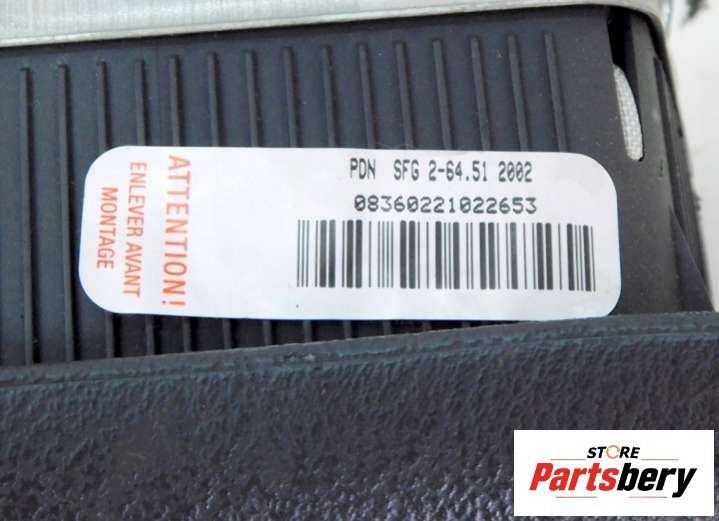 ATTENTION!
ENLEVER AVANT
MONTAGE
PDN SFG 2-64.51 2002
08360221022653
STORE
Partsbery